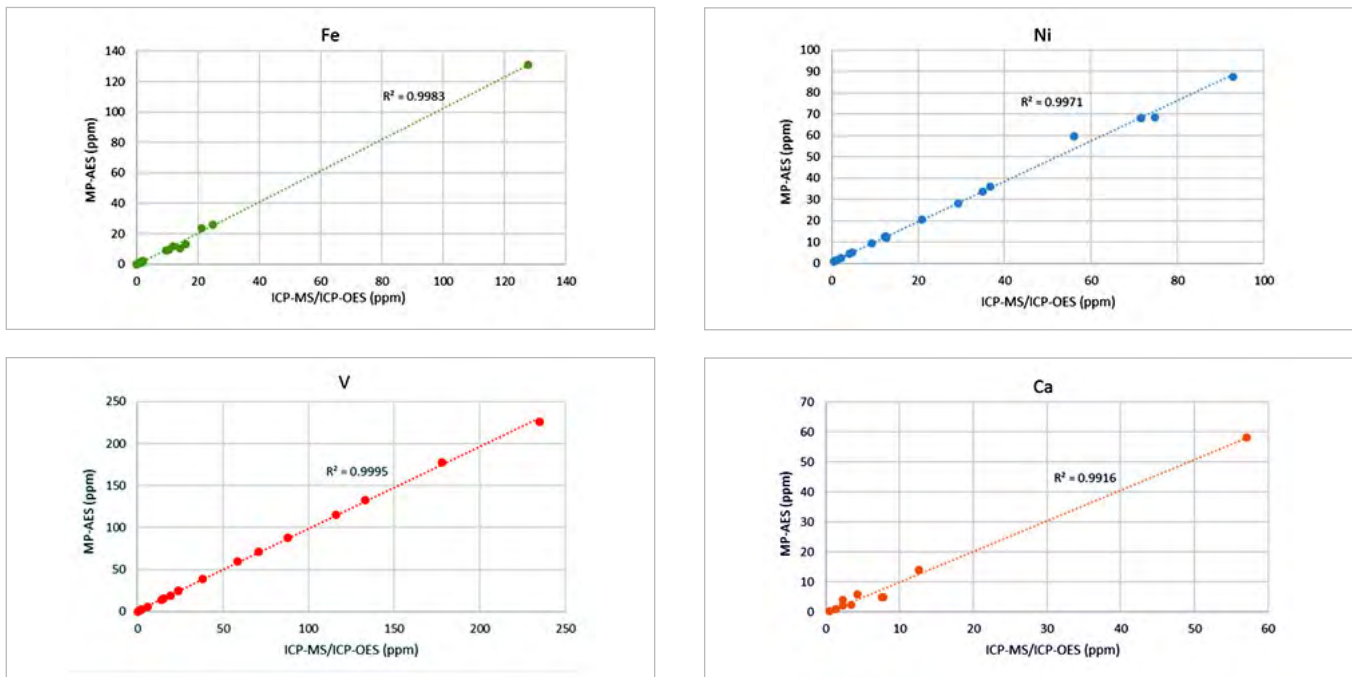 Fe
MP-AES (ppm)
140
120
100
80
60
40
20
0
R² = 0.9983
0 20 40 60 80 100 120 140
ICP-MS/ICP-OES (ppm)
Ni
MP-AES (ppm)
100
90
80
70
60
50
40
30
20
10
0
R² = 0.9971
0 20 40 60 80 100
ICP-MS/ICP-OES (ppm)
V
MP-AES (ppm)
250
200
150
100
50
0
R² = 0.9995
0 50 100 150 200 250
ICP-MS/ICP-OES (ppm)
Ca
MP-AES (ppm)
70
60
50
40
30
20
10
0
R² = 0.9916
0 10 20 30 40 50 60
ICP-MS/ICP-OES (ppm)